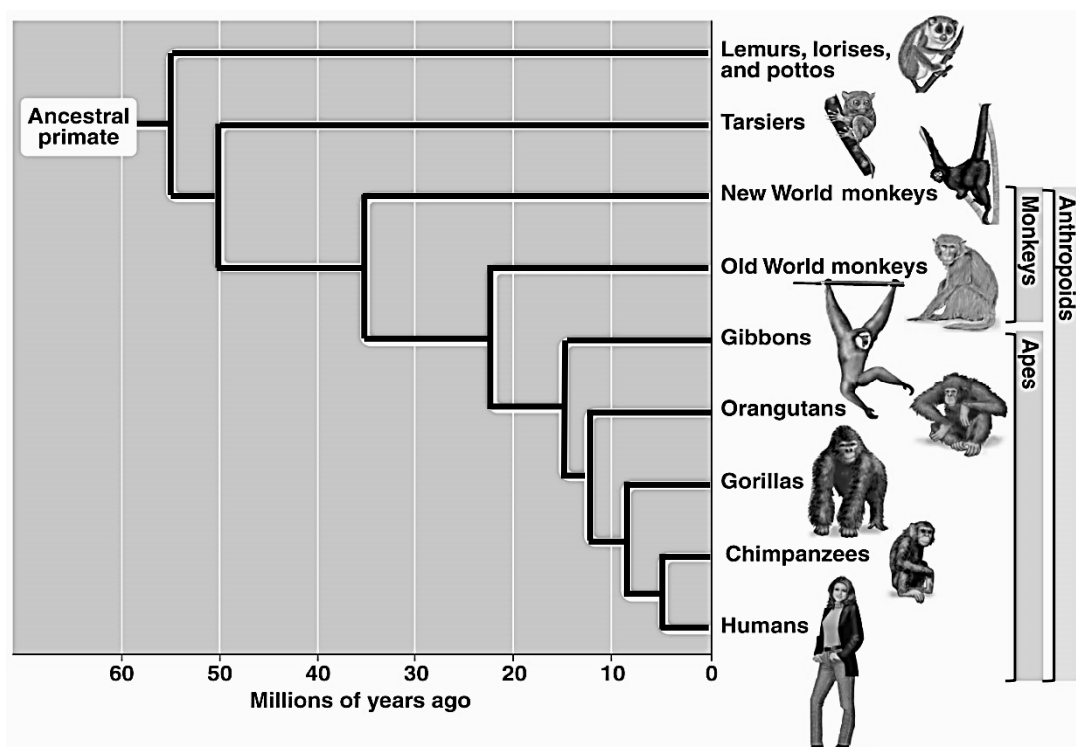 Ancestral
primate
Lemurs, lorises,
and pottos
Tarsiers
New World monkeys
Old World monkeys
Gibbons
Orangutans
Gorillas
Chimpanzees
Humans
Monkeys
Apes
Anthropoids
60 50 40 30 20 10 0
Millions of years ago